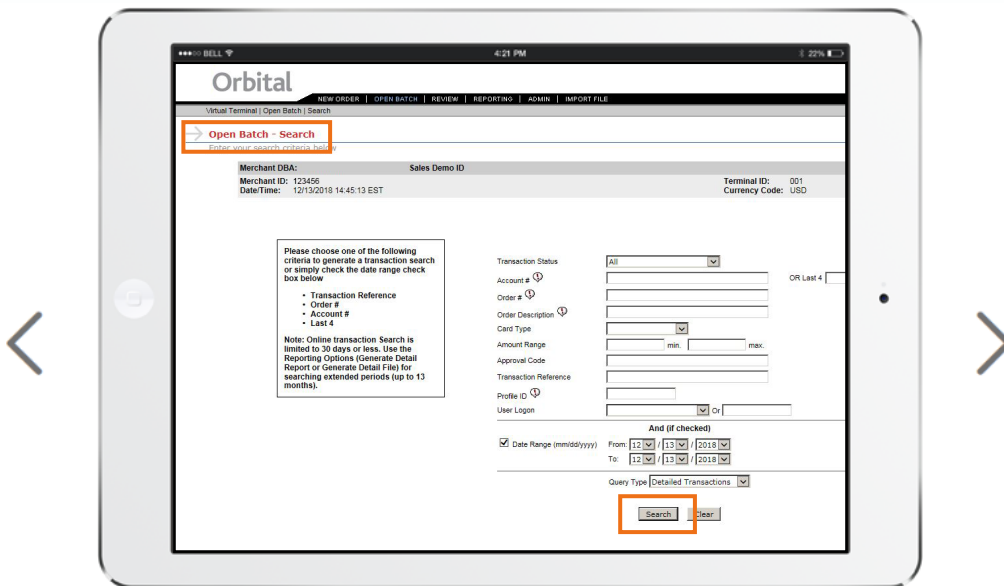 BELL 4:21 PM 22%
Orbital
NEW ORDER | OPEN BATCH | REVIEW | REPORTING | ADMIN | IMPORT FILE
Virtual Terminal | Open Batch | Search
Open Batch - Search
Enter your search criteria below
Merchant DBA: Sales Demo ID
Merchant ID: 123456 Terminal ID: 001
Date/Time: 12/13/2018 14:45:13 EST Currency Code: USD
Please choose one of the following
criteria to generate a transaction search
or simply check the date range check
box below
• Transaction Reference
• Order #
• Account #
• Last 4
Note: Online transaction Search is
limited to 30 days or less. Use the
Reporting Options (Generate Detail
Report or Generate Detail File) for
searching extended periods (up to 13
months).
Transaction Status All
Account # OR Last 4
Order #
Order Description
Card Type
Amount Range min. max.
Approval Code
Transaction Reference
Profile ID
User Logon Or
And (if checked)
Date Range (mm/dd/yyyy) From: 12 / 13 / 2018
To: 12 / 13 / 2018
Query Type Detailed Transactions
Search Clear